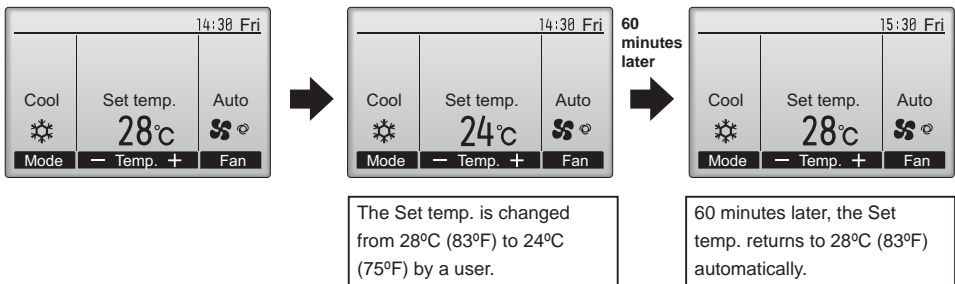 14:30 Fri
Cool Set temp. Auto
28°C
Mode — Temp. + Fan
14:30 Fri
Cool Set temp. Auto
24°C
Mode — Temp. + Fan
The Set temp. is changed
from 28ºC (83ºF) to 24ºC
(75ºF) by a user.
60
minutes
later
15:30 Fri
Cool Set temp. Auto
28°C
Mode — Temp. + Fan
60 minutes later, the Set
temp. returns to 28ºC (83ºF)
automatically.